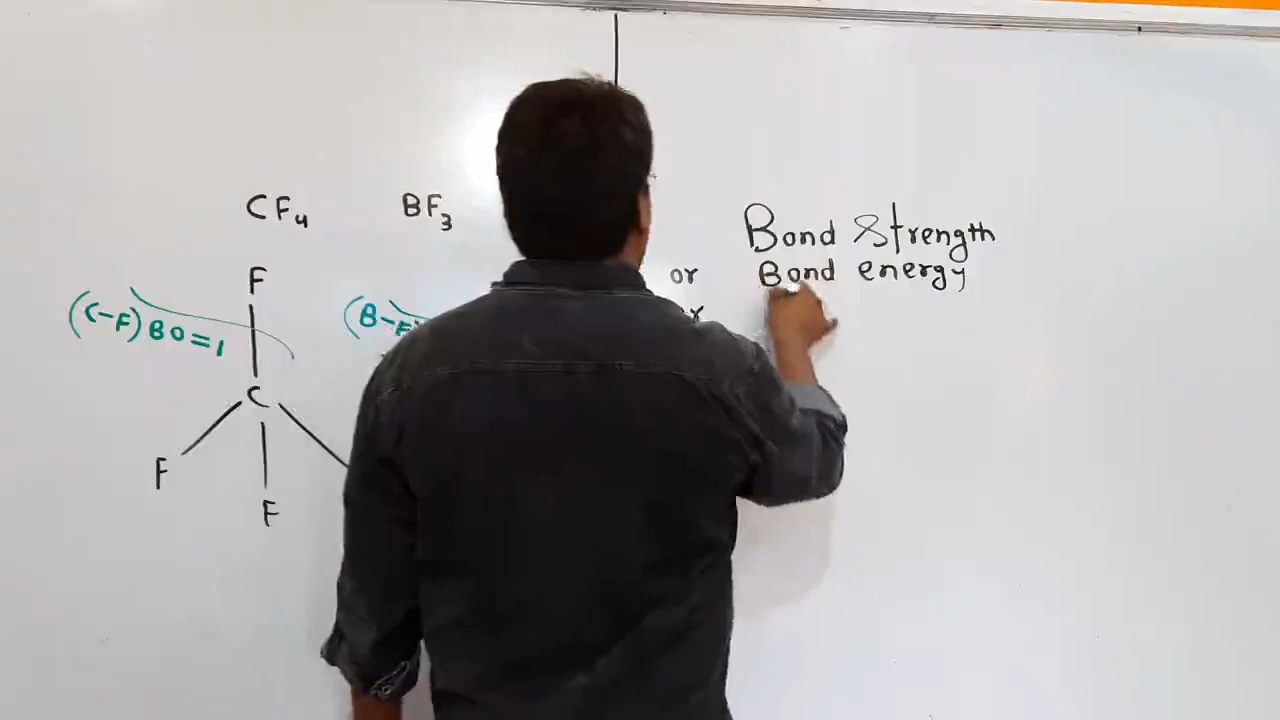 CF4 BF3
F
(C-F) BO=1
(B-F
C
F
F
Bond Strength
or Bond energy